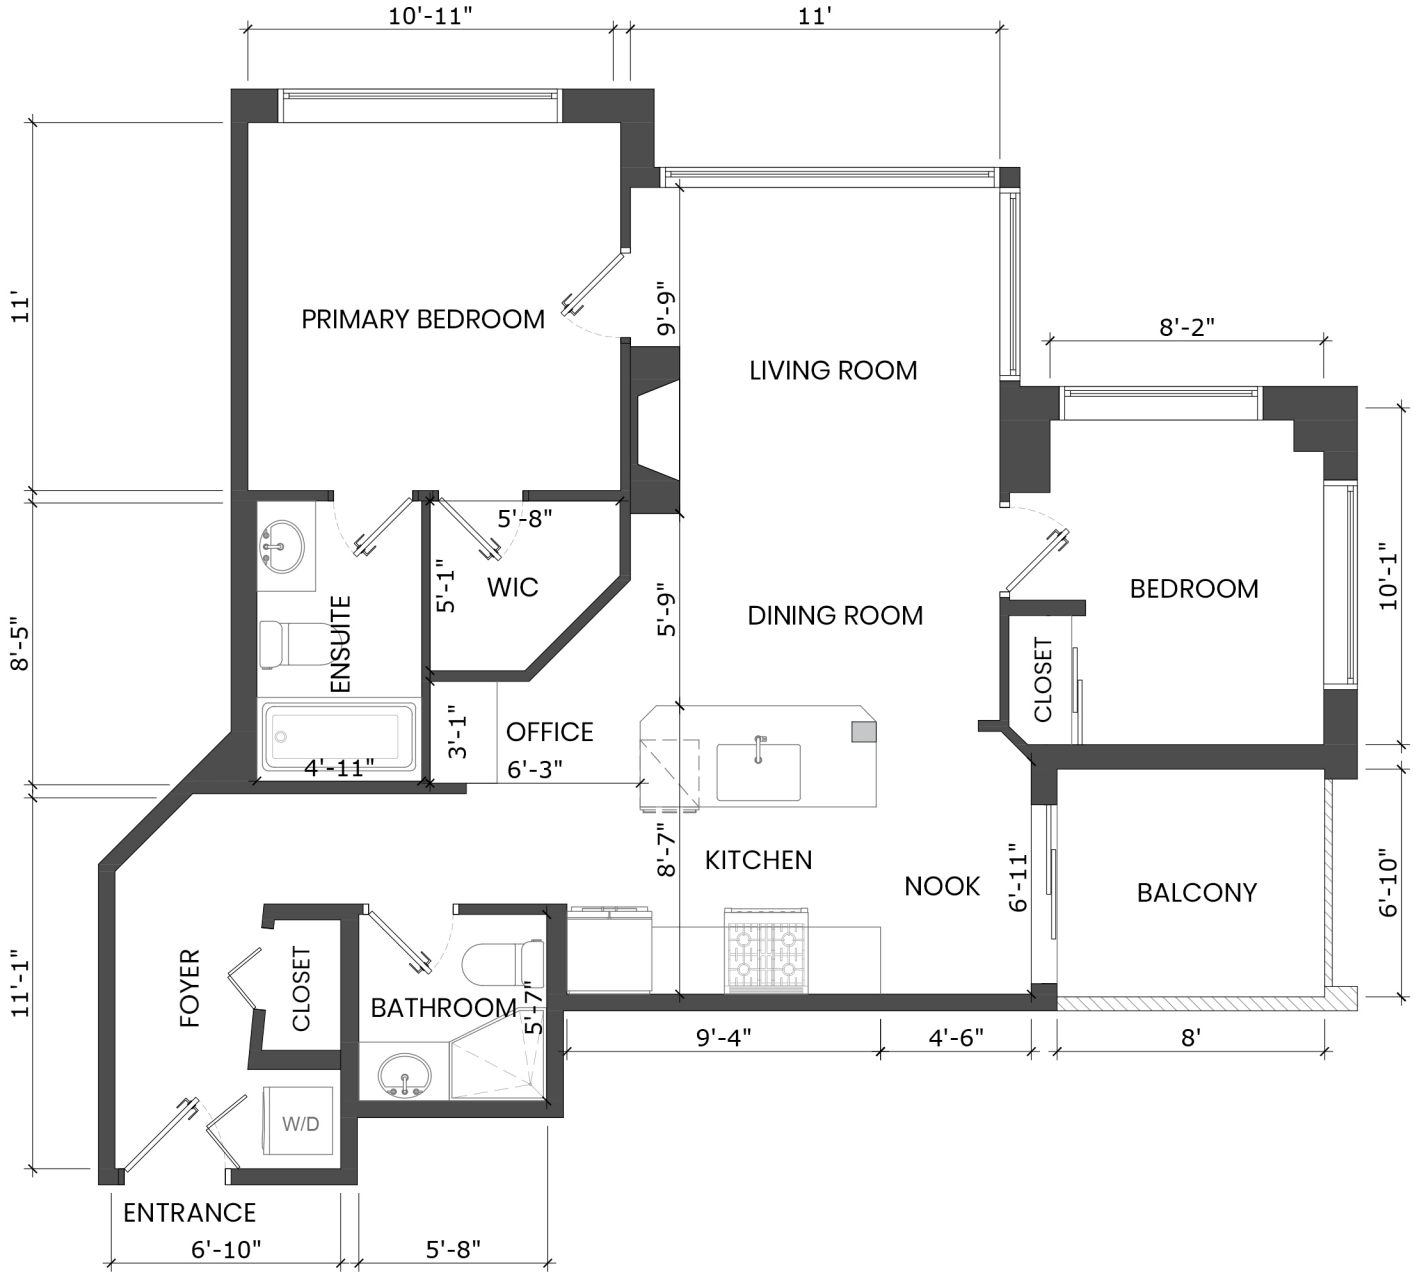 10'-11"
11'
11'
PRIMARY BEDROOM
9'-9"
LIVING ROOM
8'-2"
5'-8"
WIC
5'-1"
5'-9"
DINING ROOM
BEDROOM
10'-1"
8'-5"
ENSUITE
CLOSET
3'-1"
OFFICE
6'-3"
4'-11"
8'-7"
KITCHEN
NOOK
6'-11"
BALCONY
6'-10"
11'-1"
FOYER
CLOSET
BATHROOM
5'-7"
9'-4"
4'-6"
8'
W/D
ENTRANCE
6'-10"
5'-8"